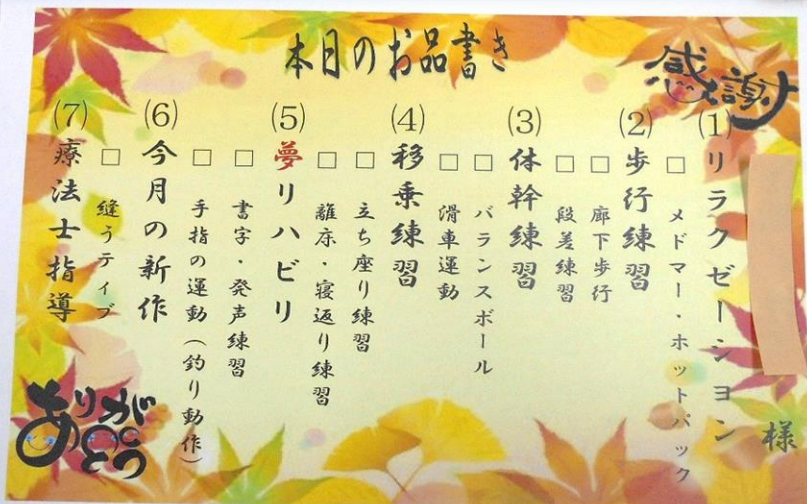 本月のお品書き
感謝
様
(1)リラクゼーション
□メドマー・ホットパック
(2)歩行練習
□廊下歩行
□段差練習
(3)体幹練習
□バランスボール
□滑車運動
(4)移乗練習
□立ち座り練習
□離床・寝返り練習
(5)夢リハビリ
□書字・発声練習
□手指の運動(釣り動作)
(6)今月の新作
□縫うティブ
(7)療法士指導
ありがとう